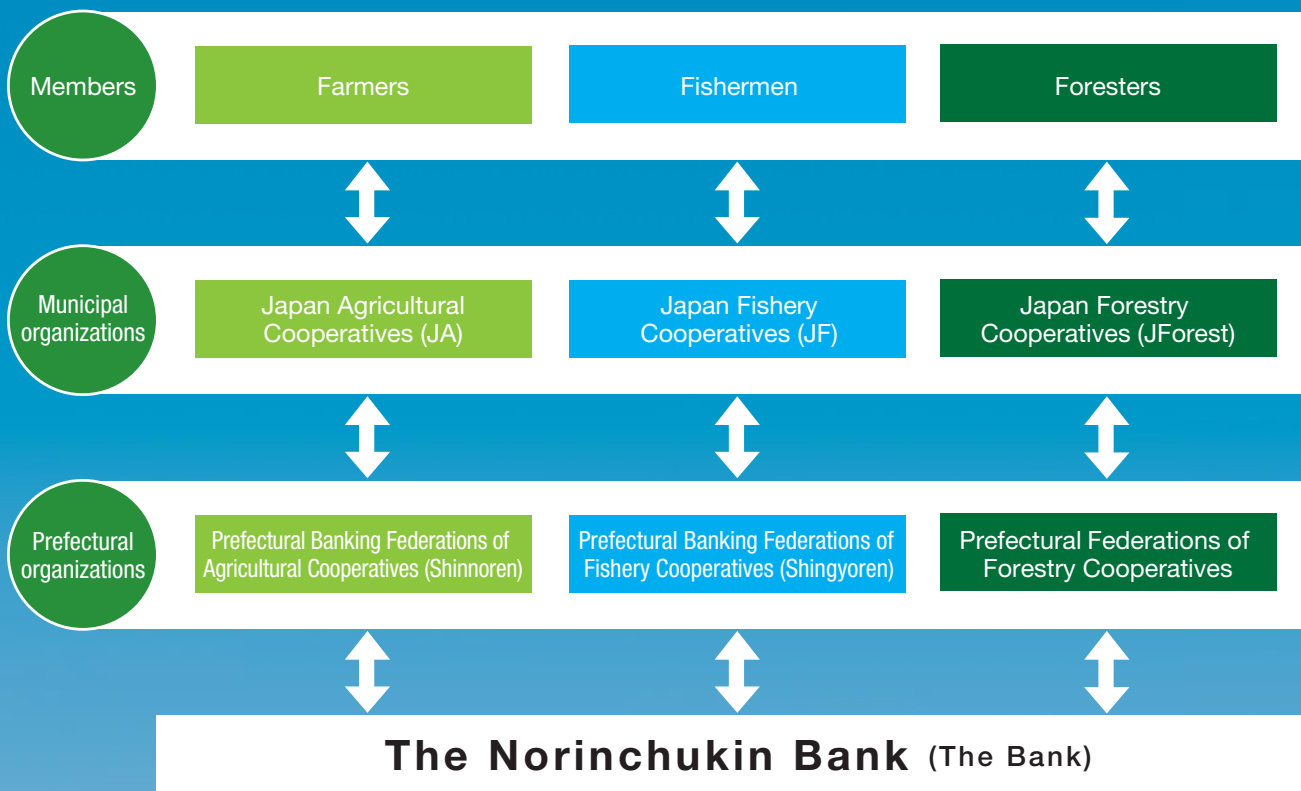 Members
Farmers
Fishermen
Foresters
Municipal
organizations
Japan Agricultural
Cooperatives (JA)
Japan Fishery
Cooperatives (JF)
Japan Forestry
Cooperatives (JForest)
Prefectural
organizations
Prefectural Banking Federations of
Agricultural Cooperatives (Shinnoren)
Prefectural Banking Federations of
Fishery Cooperatives (Shingyoren)
Prefectural Federations of
Forestry Cooperatives
The Norinchukin Bank (The Bank)